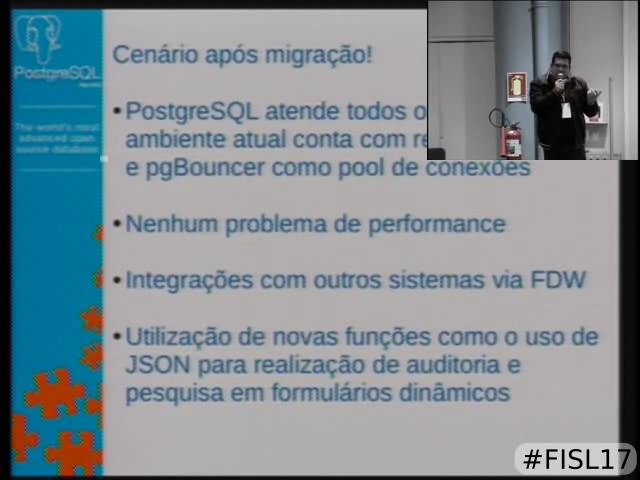 PostgreSQL
The world's most
advanced open
source database
Cenário após migração!
• PostgreSQL atende todos o
ambiente atual conta com re
e pgBouncer como pool de conexões
• Nenhum problema de performance
• Integrações com outros sistemas via FDW
• Utilização de novas funções como o uso de
JSON para realização de auditoria e
pesquisa em formulários dinâmicos
#FISL17